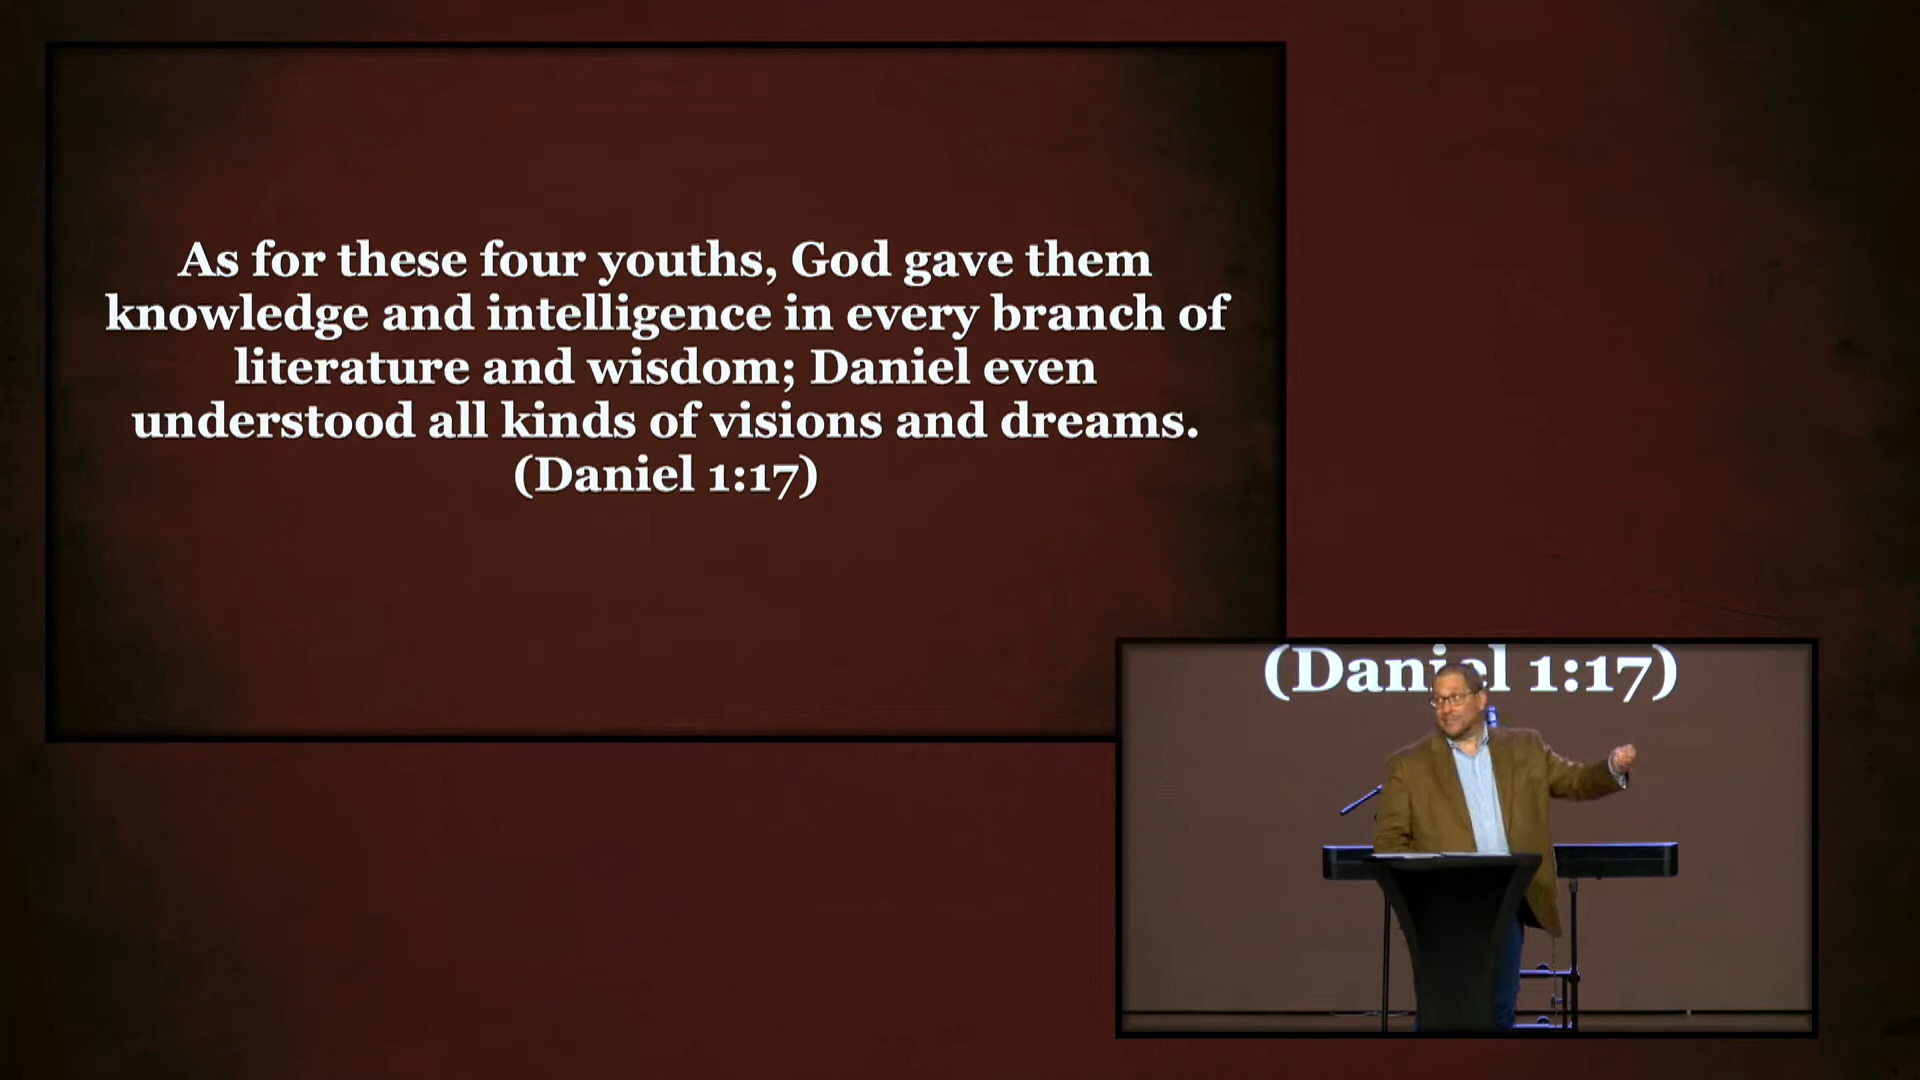 As for these four youths, God gave them
knowledge and intelligence in every branch of
literature and wisdom; Daniel even
understood all kinds of visions and dreams.
(Daniel 1:17)
(Daniel 1:17)